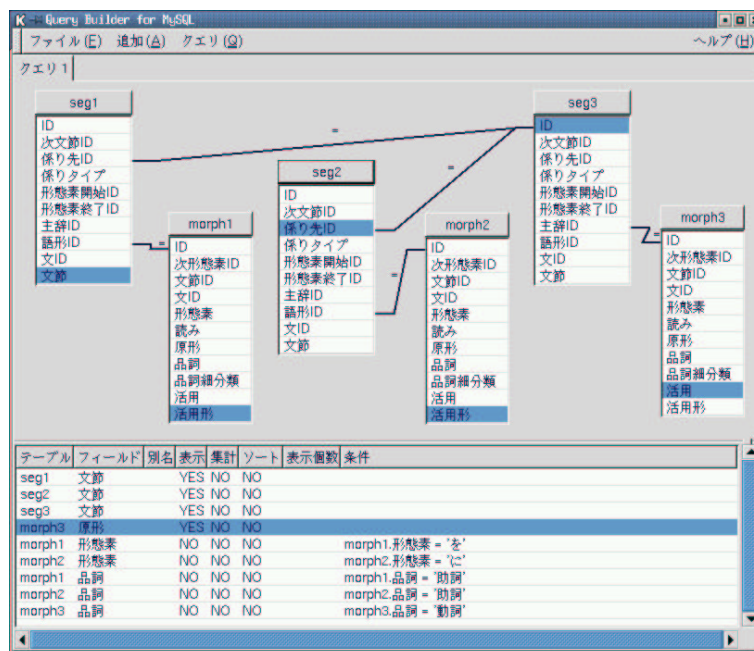 K Query Builder for MySQL
ファイル(F) 追加(A) クエリ(Q) ヘルプ(H)
クエリ1
seg1
ID
次文節ID
係り先ID
係りタイプ
形態素開始ID
形態素終了ID
主辞ID
語形ID
文ID
文節
morph1
ID
次形態素ID
文節ID
文ID
形態素
読み
原形
品詞
品詞細分類
活用
活用形
seg2
ID
次文節ID
係り先ID
係りタイプ
形態素開始ID
形態素終了ID
主辞ID
語形ID
文ID
文節
morph2
ID
次形態素ID
文節ID
文ID
形態素
読み
原形
品詞
品詞細分類
活用
活用形
seg3
ID
次文節ID
係り先ID
係りタイプ
形態素開始ID
形態素終了ID
主辞ID
語形ID
文ID
文節
morph3
ID
次形態素ID
文節ID
文ID
形態素
読み
原形
品詞
品詞細分類
活用
活用形
=
=
=
=
=
テーブル フィールド 別名 表示 集計 ソート 表示個数 条件
seg1 文節 YES NO NO
seg2 文節 YES NO NO
seg3 文節 YES NO NO
morph3 原形 YES NO NO
morph1 形態素 NO NO NO morph1.形態素 = 'を'
morph2 形態素 NO NO NO morph2.形態素 = 'に'
morph1 品詞 NO NO NO morph1.品詞 = '助詞'
morph2 品詞 NO NO NO morph2.品詞 = '助詞'
morph3 品詞 NO NO NO morph3.品詞 = '動詞'